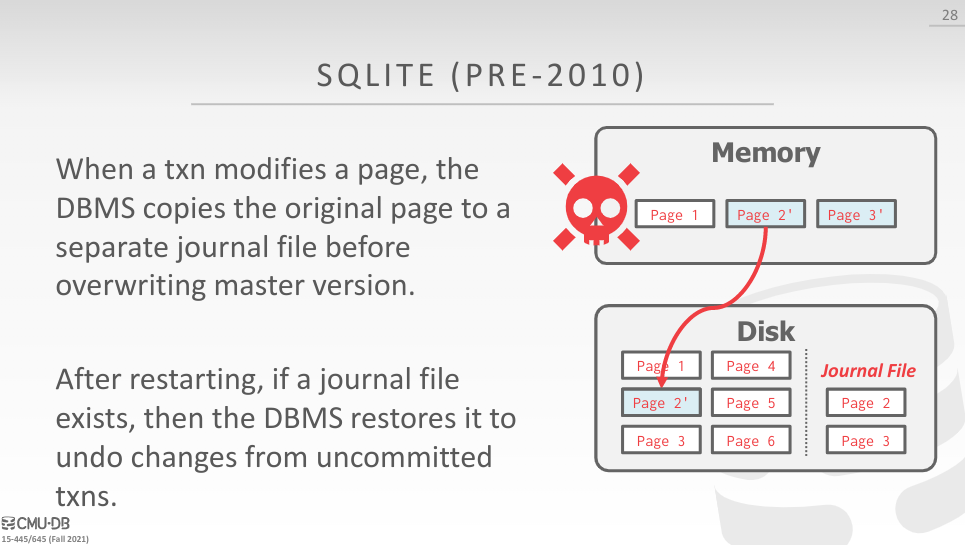 28
SQLITE (PRE-2010)
When a txn modifies a page, the
DBMS copies the original page to a
separate journal file before
overwriting master version.
After restarting, if a journal file
exists, then the DBMS restores it to
undo changes from uncommitted
txns.
Memory
Page 1 Page 2' Page 3'
Disk
Page 1 Page 4
Page 2' Page 5
Page 3 Page 6
Journal File
Page 2
Page 3
CMU·DB
15-445/645 (Fall 2021)